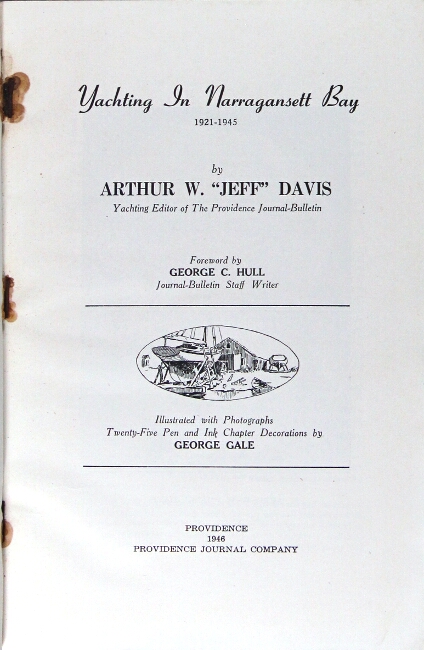 Yachting In Narragansett Bay
1921-1945
by
ARTHUR W. "JEFF" DAVIS
Yachting Editor of The Providence Journal-Bulletin
Foreword by
GEORGE C. HULL
Journal-Bulletin Staff Writer
Illustrated with Photographs
Twenty-Five Pen and Ink Chapter Decorations by
GEORGE GALE
PROVIDENCE
1946
PROVIDENCE JOURNAL COMPANY